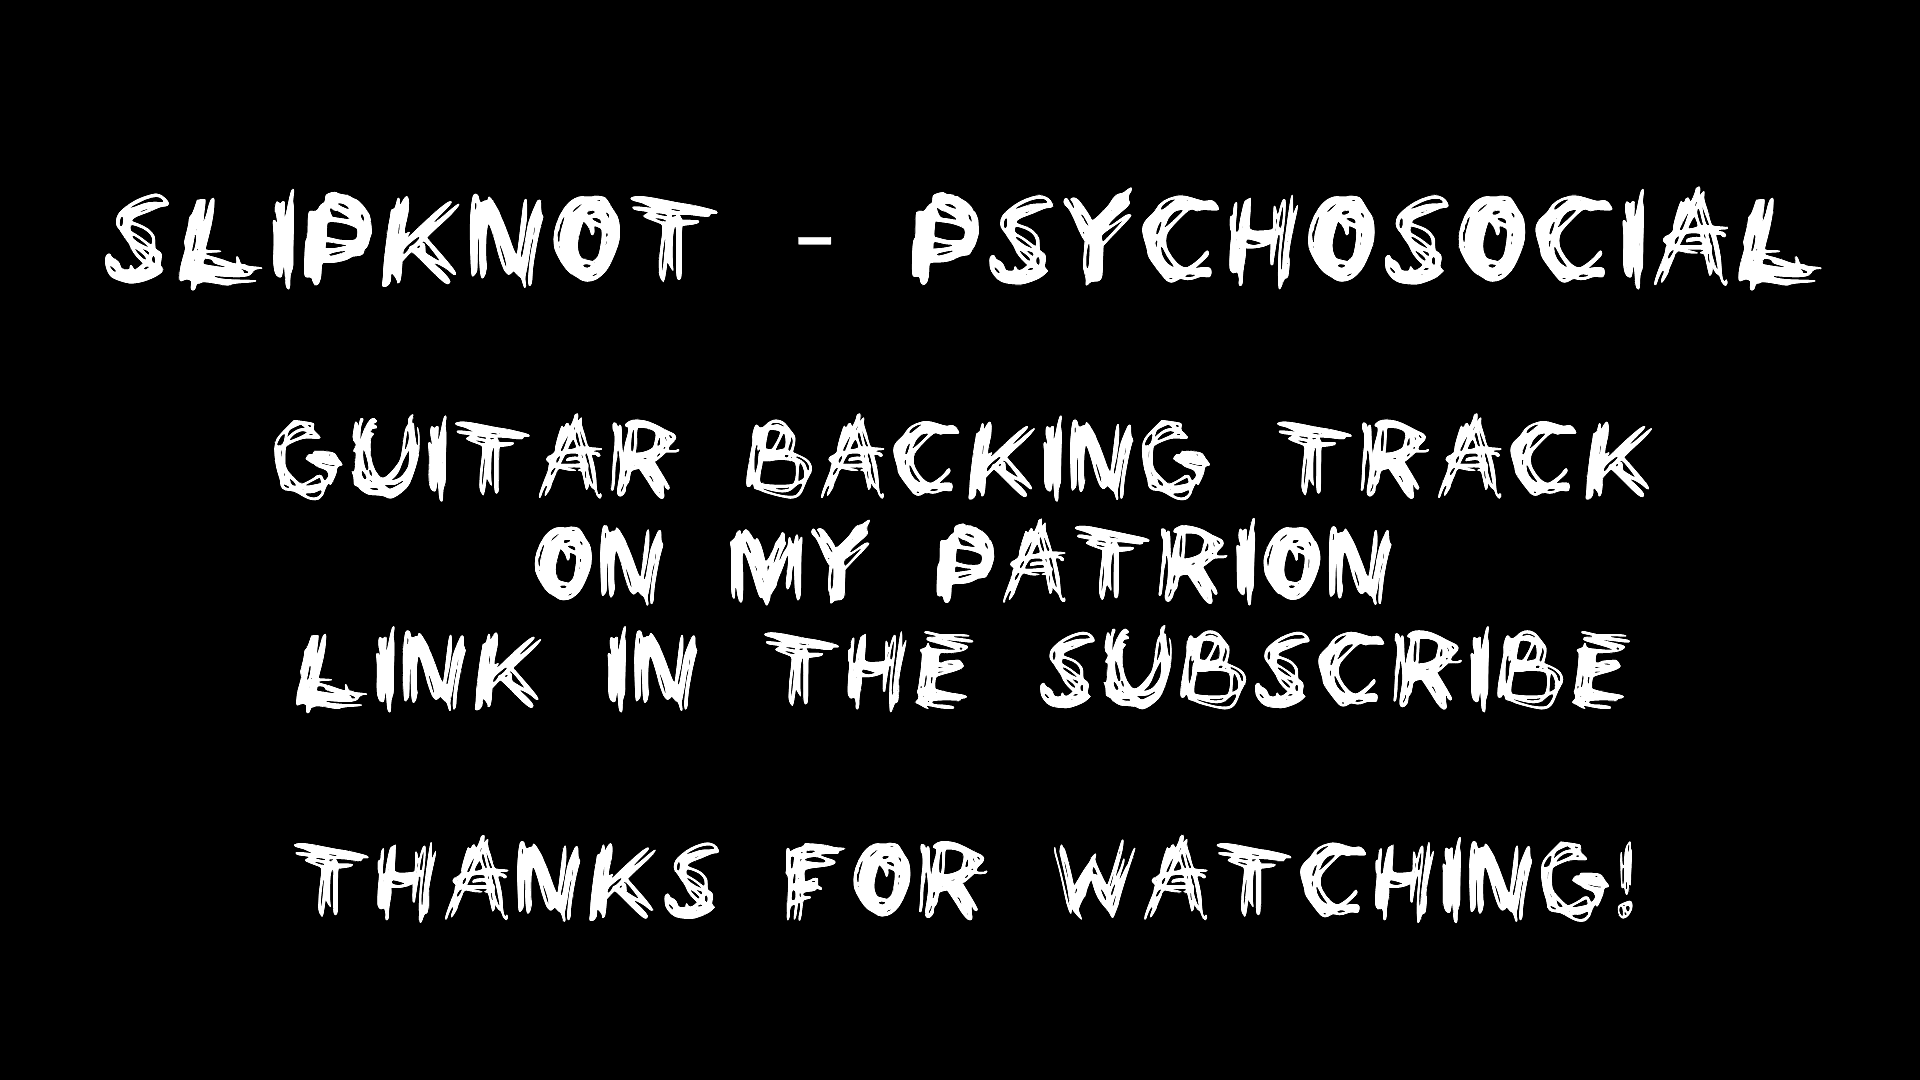 SLIPKNOT - PSYCHOSOCIAL
GUITAR BACKING TRACK
ON MY PATRION
LINK IN THE SUBSCRIBE
THANKS FOR WATCHING!